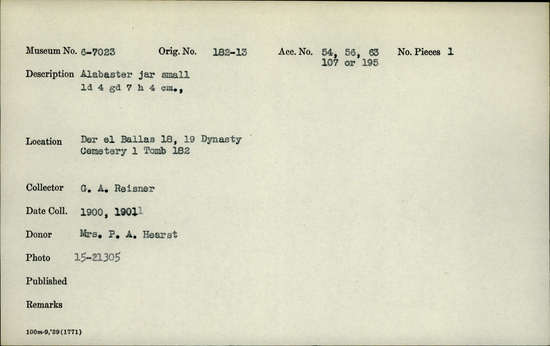 Museum No. 6-7023 Orig. No. 182-13 Acc. No. 54, 56, 63 No. Pieces 1
107 or 195
Description Alabaster jar small
ld 4 gd 7 h 4 cm.,
Location Der el Ballas 18, 19 Dynasty
Cemetery 1 Tomb 182
Collector G. A. Reisner
Date Coll. 1900, 1901
Donor Mrs. P. A. Hearst
Photo 15-21305
Published
Remarks
100m-9,'39(1771)